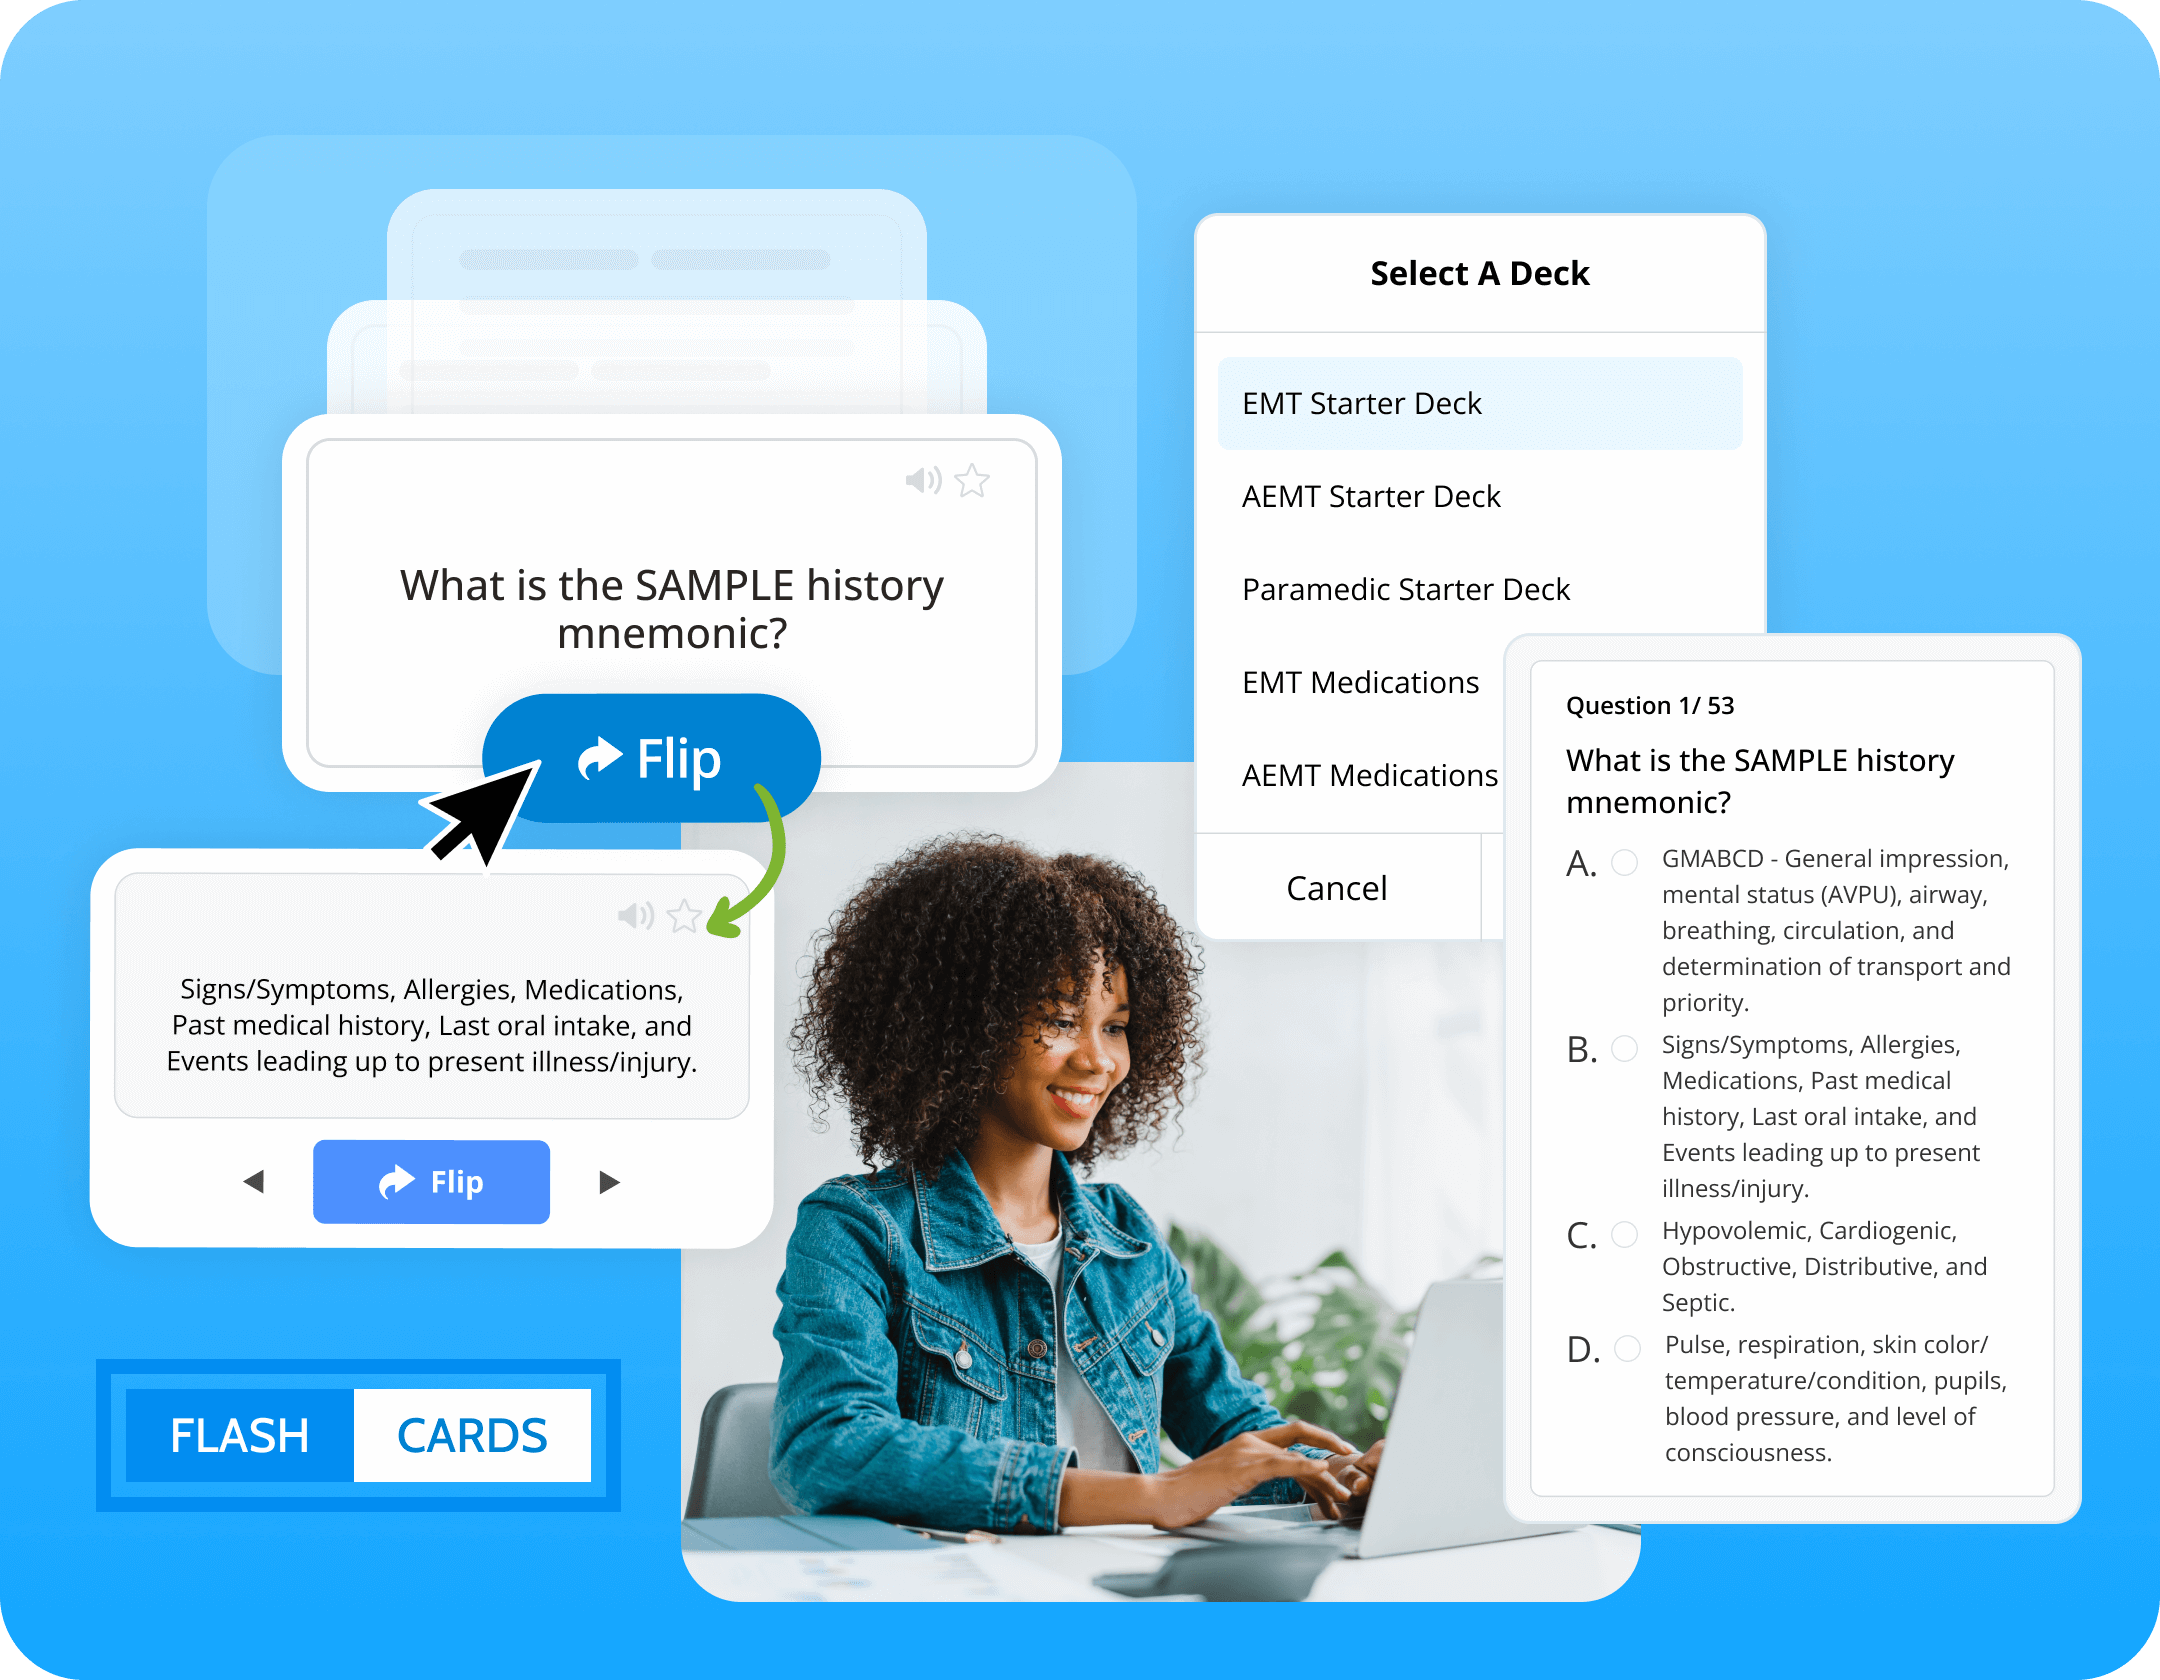 What is the SAMPLE history
mnemonic?
Flip
Signs/Symptoms, Allergies, Medications,
Past medical history, Last oral intake, and
Events leading up to present illness/injury.
Flip
FLASH CARDS
Select A Deck
EMT Starter Deck
AEMT Starter Deck
Paramedic Starter Deck
EMT Medications
AEMT Medications
Cancel
Question 1/ 53
What is the SAMPLE history
mnemonic?
A. GMABCD - General impression,
mental status (AVPU), airway,
breathing, circulation, and
determination of transport and
priority.
B. Signs/Symptoms, Allergies,
Medications, Past medical
history, Last oral intake, and
Events leading up to present
illness/injury.
C. Hypovolemic, Cardiogenic,
Obstructive, Distributive, and
Septic.
D. Pulse, respiration, skin color/
temperature/condition, pupils,
blood pressure, and level of
consciousness.